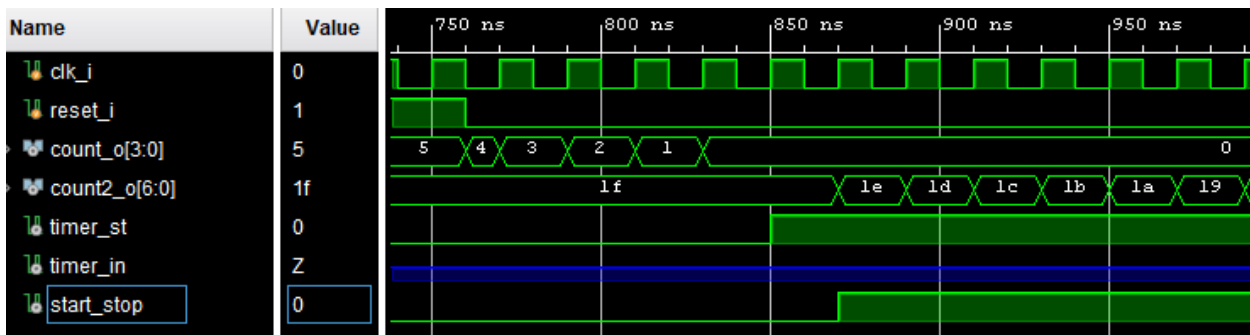 Name Value 750 ns 800 ns 850 ns 900 ns 950 ns
clk_i 0
reset_i 1
count_o[3:0] 5 5 4 3 2 1 0
count2_o[6:0] 1f 1f 1e 1d 1c 1b 1a 19
timer_st 0
timer_in Z
start_stop 0